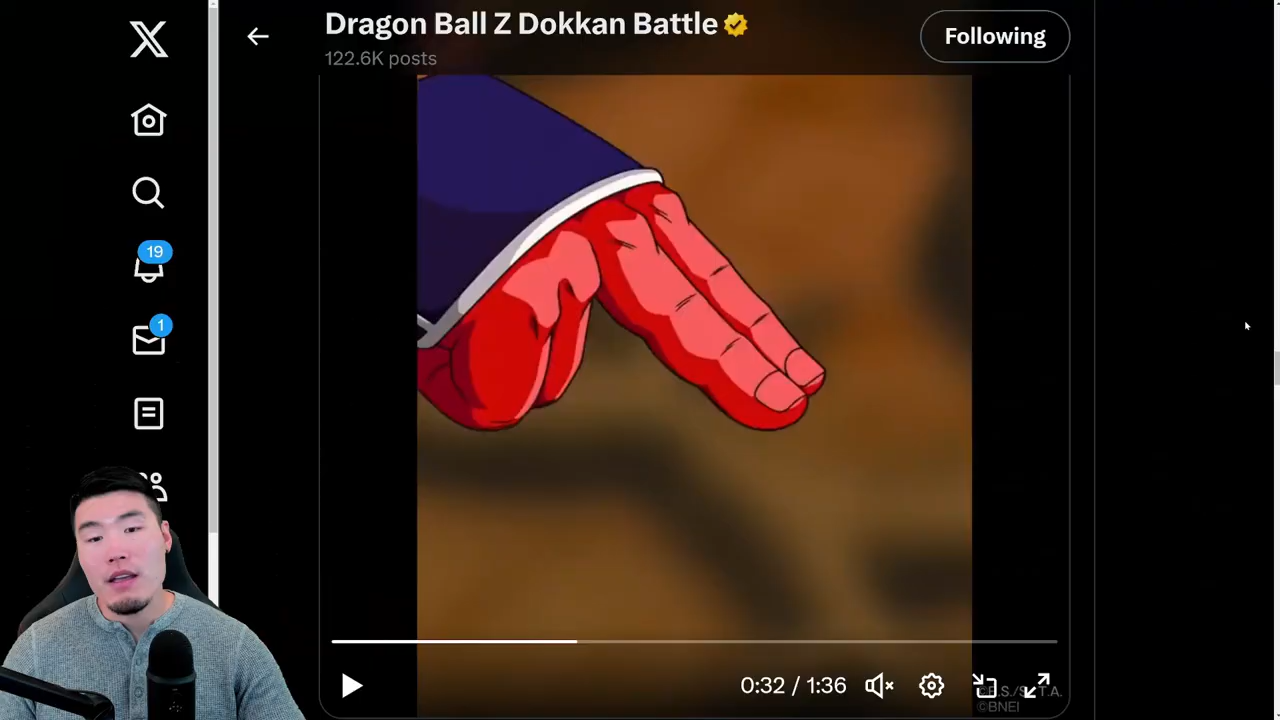 Dragon Ball Z Dokkan Battle
122.6K posts
Following
19
1
0:32 / 1:36
©BNEI